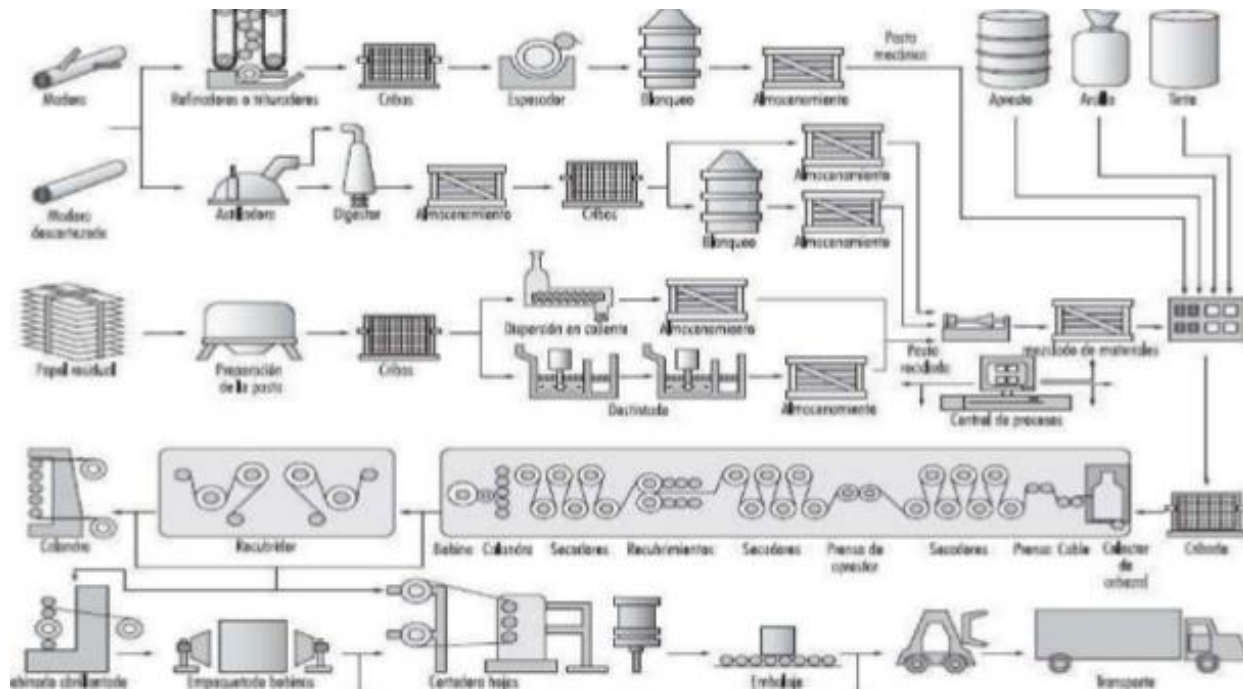 Pasta
mecánica
Madera
Refinadores o trituradores
Cribas
Espesador
Blanqueo
Almacenamiento
Apresto
Arcilla
Tinte
Almacenamiento
Madera
descortezada
Astilladora
Digestor
Almacenamiento
Cribas
Blanqueo
Almacenamiento
Dispersión en caliente
Almacenamiento
Papel residual
Preparación
de la pasta
Cribas
Pasta
reciclada
mezclado de materiales
Destintado
Almacenamiento
Control de procesos
Calandra
Recubridor
Bobina
Calandra
Secadores
Recubrimientos
Secadores
Prensa de
aprestar
Secadores
Prensa
Cable
Colector
de
cabezal
Cribado
Empaquetado bobinas
Cortadora hojas
Embalaje
Transporte